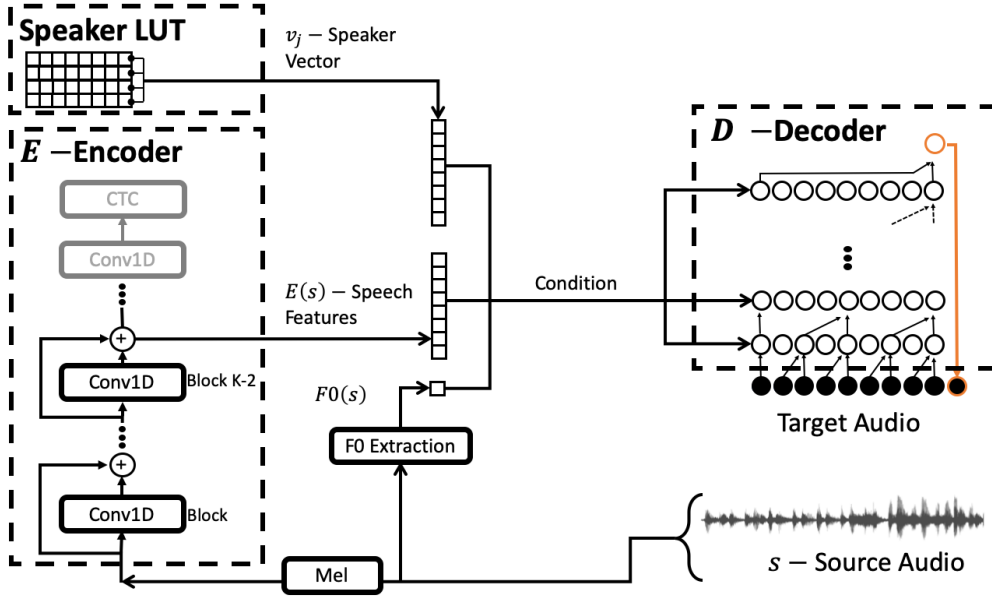 Speaker LUT
v_j – Speaker
Vector
E –Encoder
CTC
Conv1D
E(s) – Speech
Features
Conv1D
Block K-2
Conv1D
Block
F0(s)
F0 Extraction
Mel
Condition
D –Decoder
Target Audio
s – Source Audio